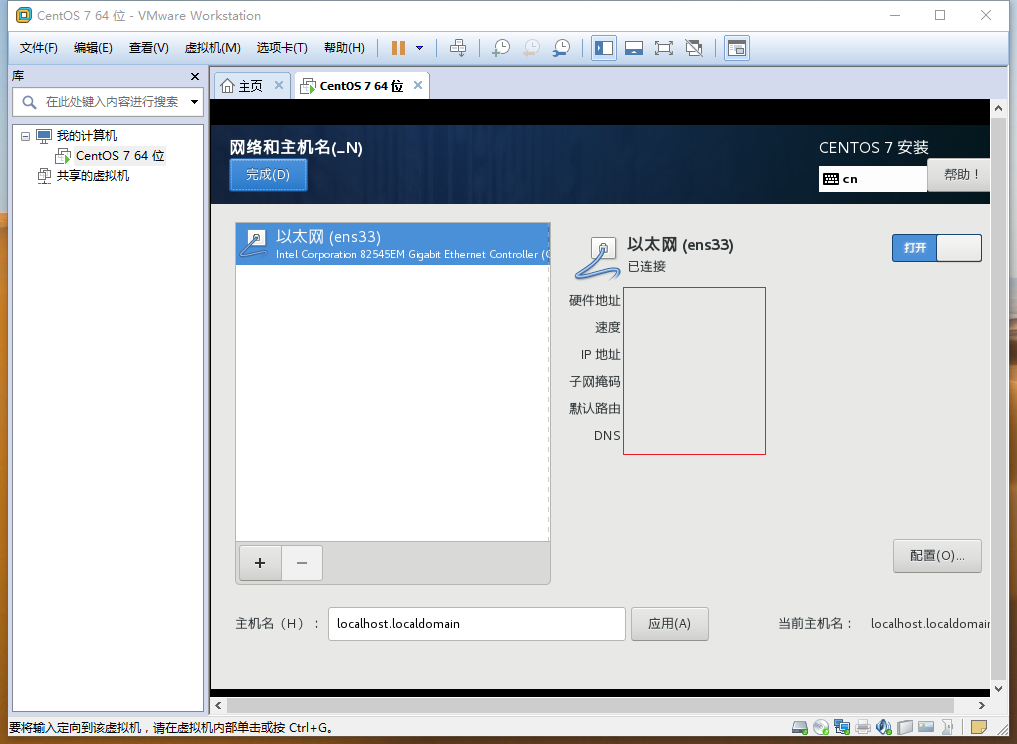 CentOS 7 64 位 - VMware Workstation
文件(F) 编辑(E) 查看(V) 虚拟机(M) 选项卡(T) 帮助(H)
库
在此处键入内容进行搜索
我的计算机
CentOS 7 64 位
共享的虚拟机
主页 CentOS 7 64 位
网络和主机名(_N)
完成(D)
CENTOS 7 安装
cn
帮助！
以太网 (ens33)
Intel Corporation 82545EM Gigabit Ethernet Controller (
以太网 (ens33)
已连接
打开
硬件地址
速度
IP 地址
子网掩码
默认路由
DNS
+ −
配置(O)...
主机名（H）： localhost.localdomain 应用(A) 当前主机名： localhost.localdomain
要将输入定向到该虚拟机，请在虚拟机内部单击或按 Ctrl+G。